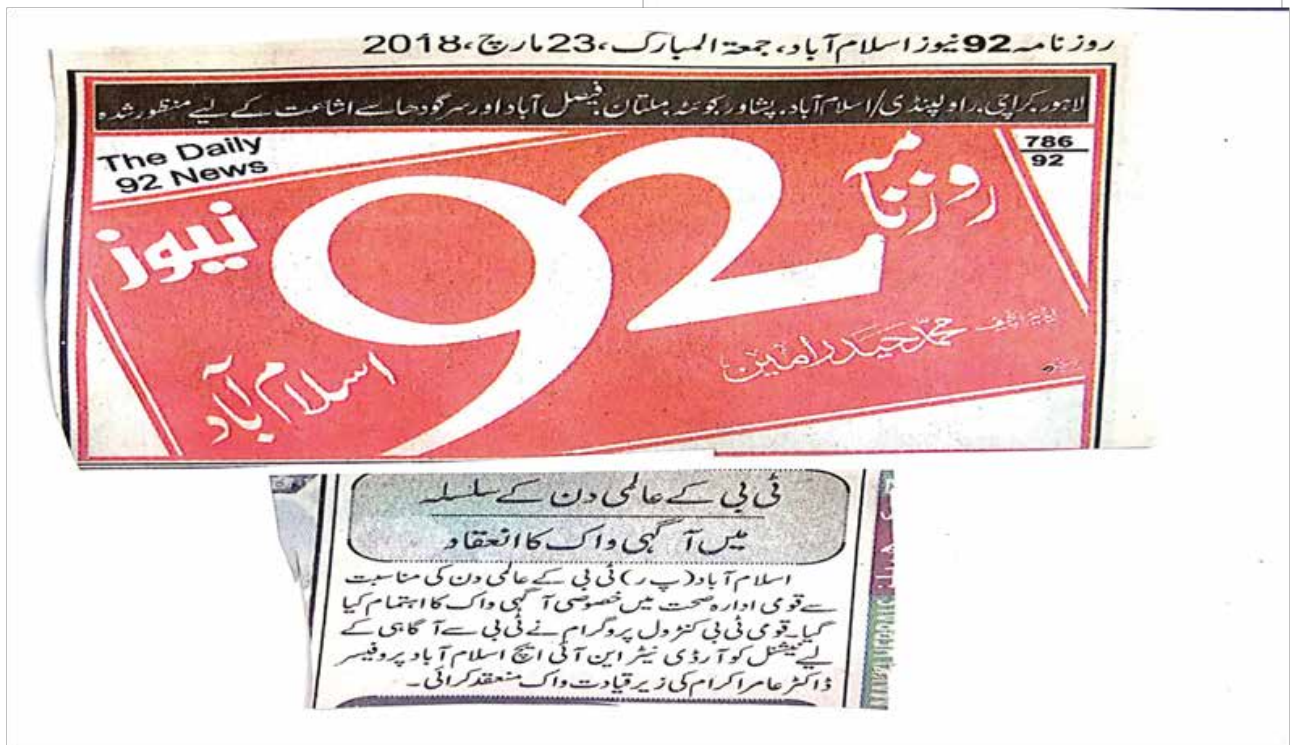 روزنامہ 92 نیوز اسلام آباد، جمعۃ المبارک، 23 مارچ، 2018
لاہور، کراچی، راولپنڈی/اسلام آباد، پشاور، کوئٹہ، ملتان، فیصل آباد اور سرگودھا سے اشاعت کے لیے منظور شدہ
The Daily
92 News
786
92
روزنامہ
92
نیوز
محمد حیدر امین
اسلام آباد
ٹی بی کے عالمی دن کے سلسلہ
میں آگہی واک کا انعقاد
اسلام آباد (پ ر) ٹی بی کے عالمی دن کی مناسبت
سے قومی ادارہ صحت میں خصوصی آگہی واک کا اہتمام کیا
گیا۔ قومی ٹی بی کنٹرول پروگرام نے ٹی بی سے آگاہی کے
لیے نیشنل کوآرڈی نیٹر این آئی ایچ اسلام آباد پروفیسر
ڈاکٹر عامر اکرام کی زیر قیادت واک منعقد کرائی۔